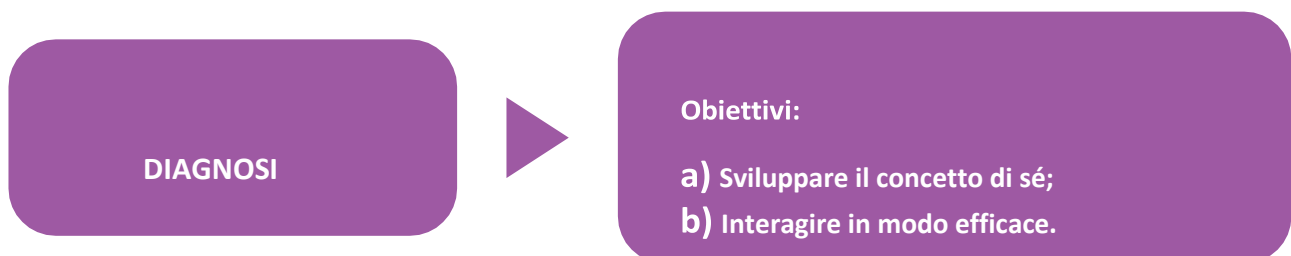 DIAGNOSI
Obiettivi:
a) Sviluppare il concetto di sé;
b) Interagire in modo efficace.